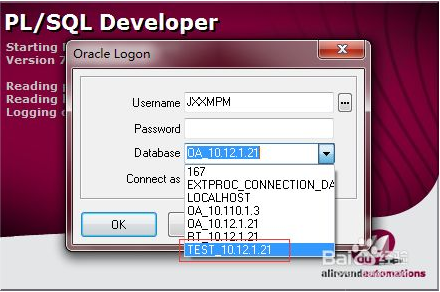 PL/SQL Developer
Starting
Version 7
Reading
Reading
Logging
Oracle Logon
Username JXXMPM
Password
Database OA_10.12.1.21
Connect as
167
EXTPROC_CONNECTION_DA
LOCALHOST
OA_10.110.1.3
OA_10.12.1.21
RT_10.12.1.21
TEST_10.12.1.21
OK
allroundautomations